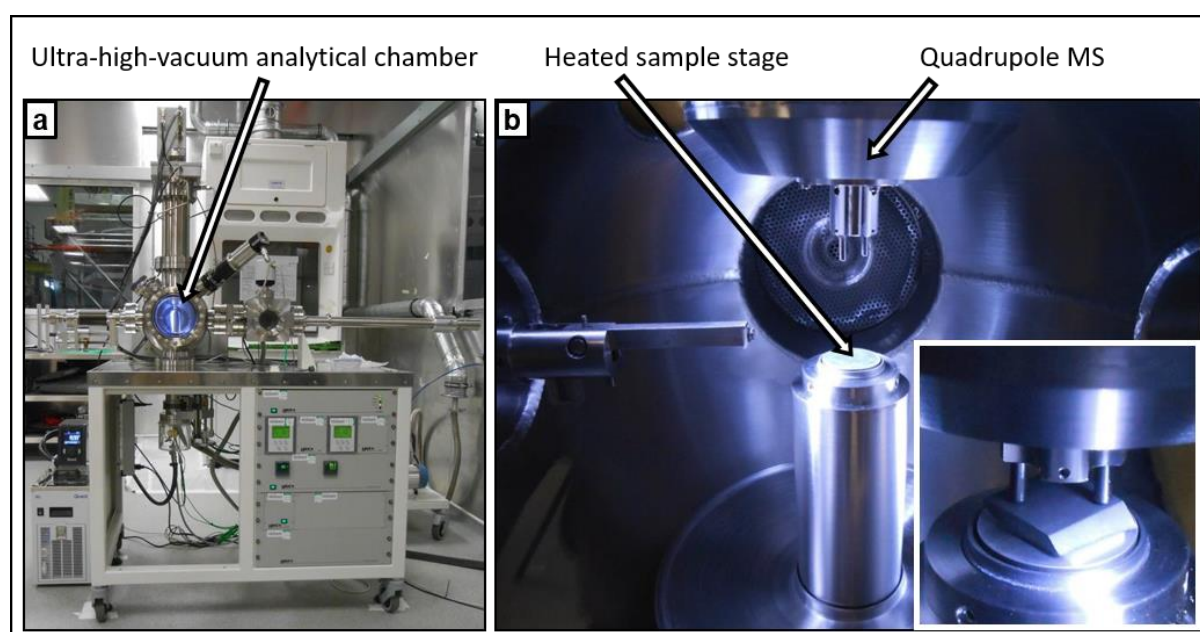 Ultra-high-vacuum analytical chamber
Heated sample stage
Quadrupole MS
a
b